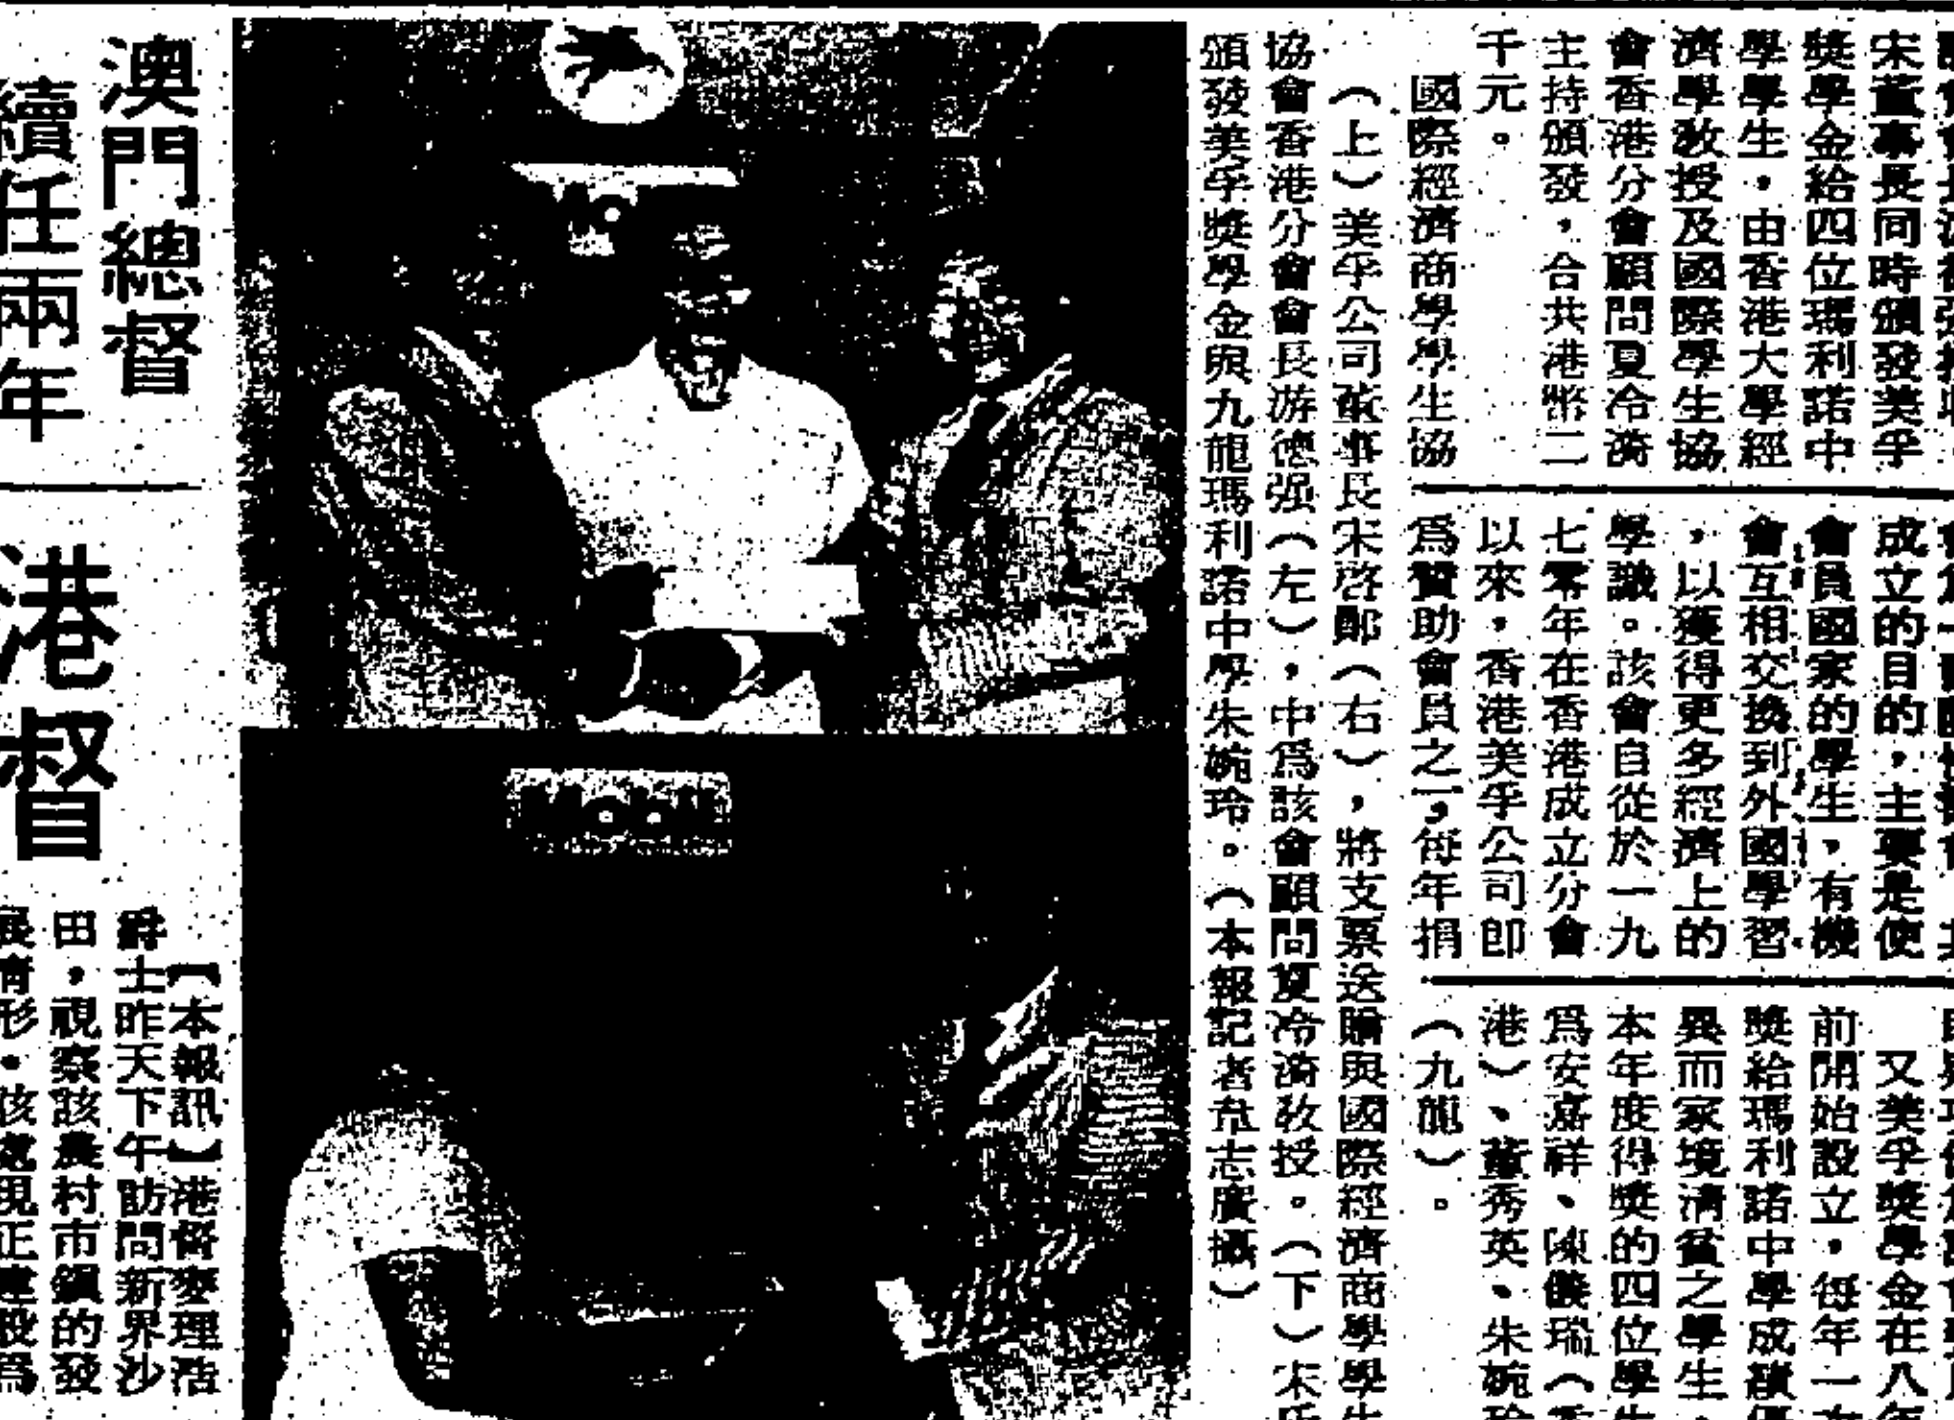 宋董事長同時頒發美孚
獎學金給四位瑪利諾中
學學生，由香港大學經
濟學教授及國際學生協
會香港分會顧問夏冷漪
主持頒發，合共港幣二
千元。
國際經濟商學學生協
成立的目的，主要是使
會員國家的學生，有機
會互相交換到外國學習
，以獲得更多經濟上的
學識。該會自從於一九
七零年在香港成立分會
以來，香港美孚公司即
為贊助會員之一，每年捐
又美孚獎學金在八年
前開始設立，每年一次
獎給瑪利諾中學成績優
異而家境清貧之學生，
本年度得獎的四位學生
為安嘉祥、陳儀瑞（香
港）、董秀英、朱婉玲
（九龍）。
（上）美孚公司董事長宋啓鄖（右），將支票送贈與國際經濟商學學生
協會香港分會會長游德强（左），中為該會顧問夏冷漪教授。（下）宋氏
頒發美孚獎學金與九龍瑪利諾中學朱婉玲。（本報記者 志廣攝）
Mobil
澳門總督
續任兩年
港督
【本報訊】港督麥理浩
爵士昨天下午訪問新界沙
田，視察該農村市鎮的發
展情形。該處現正建設為